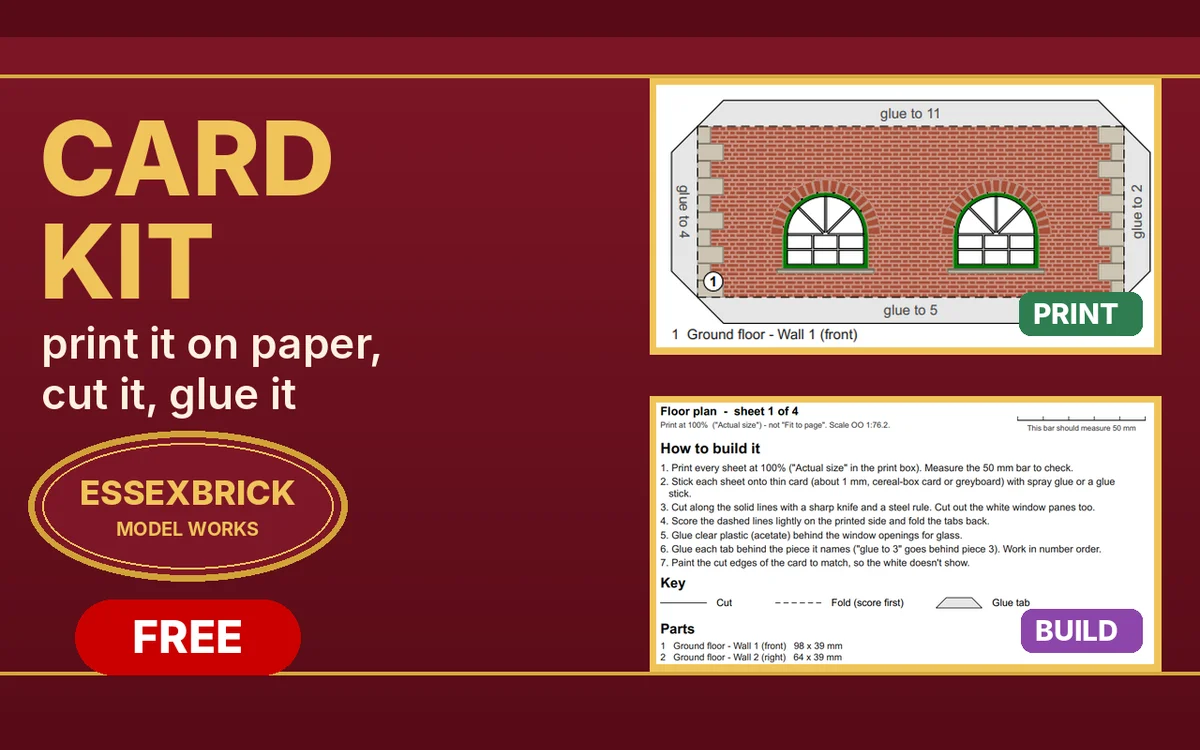 CARD
KIT
print it on paper,
cut it, glue it
ESSEXBRICK
MODEL WORKS
FREE
glue to 11
glue to 4
glue to 2
1
glue to 5
PRINT
1 Ground floor - Wall 1 (front)
Floor plan - sheet 1 of 4
Print at 100% ("Actual size") - not "Fit to page". Scale OO 1:76.2.
This bar should measure 50 mm
How to build it
1. Print every sheet at 100% ("Actual size" in the print box). Measure the 50 mm bar to check.
2. Stick each sheet onto thin card (about 1 mm, cereal-box card or greyboard) with spray glue or a glue
stick.
3. Cut along the solid lines with a sharp knife and a steel rule. Cut out the white window panes too.
4. Score the dashed lines lightly on the printed side and fold the tabs back.
5. Glue clear plastic (acetate) behind the window openings for glass.
6. Glue each tab behind the piece it names ("glue to 3" goes behind piece 3). Work in number order.
7. Paint the cut edges of the card to match, so the white doesn't show.
Key
Cut
Fold (score first)
Glue tab
BUILD
Parts
1 Ground floor - Wall 1 (front) 98 x 39 mm
2 Ground floor - Wall 2 (right) 64 x 39 mm